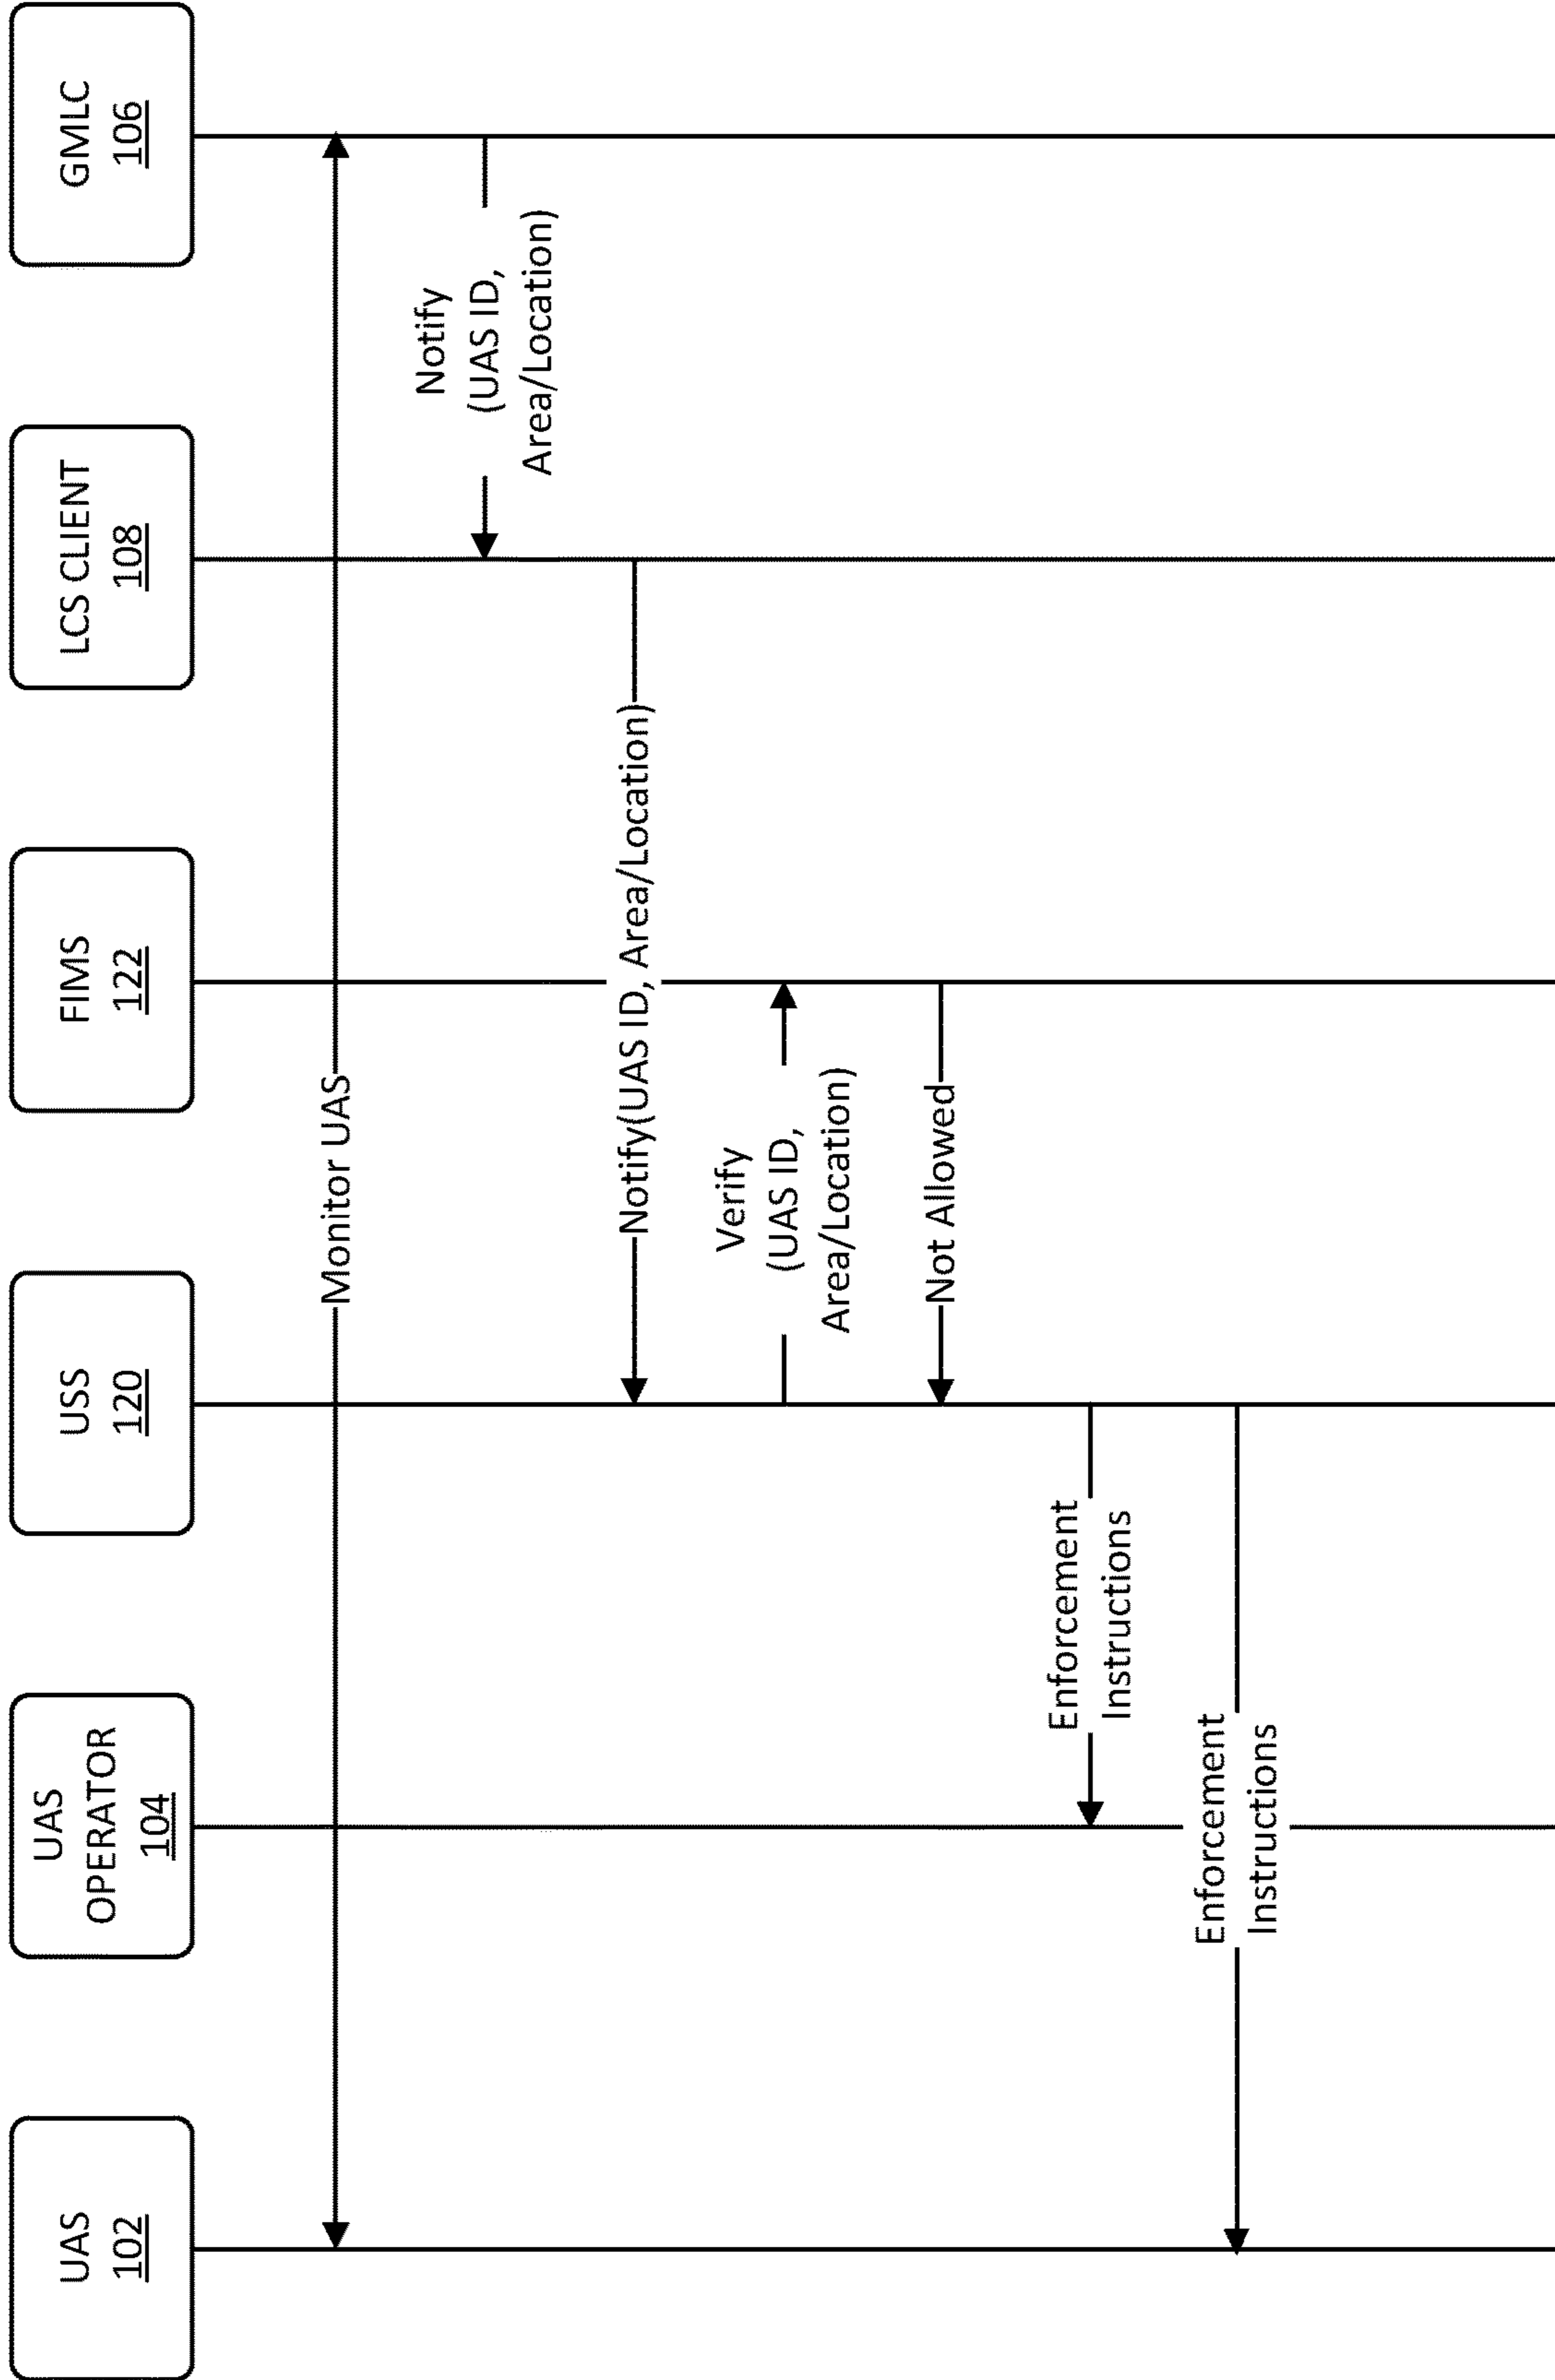 UAS
102
UAS
OPERATOR
104
USS
120
FIMS
122
LCS CLIENT
108
GMLC
106
Monitor UAS
Notify
(UAS ID,
Area/Location)
Notify(UAS ID, Area/Location)
Verify
(UAS ID,
Area/Location)
Not Allowed
Enforcement
Instructions
Enforcement
Instructions